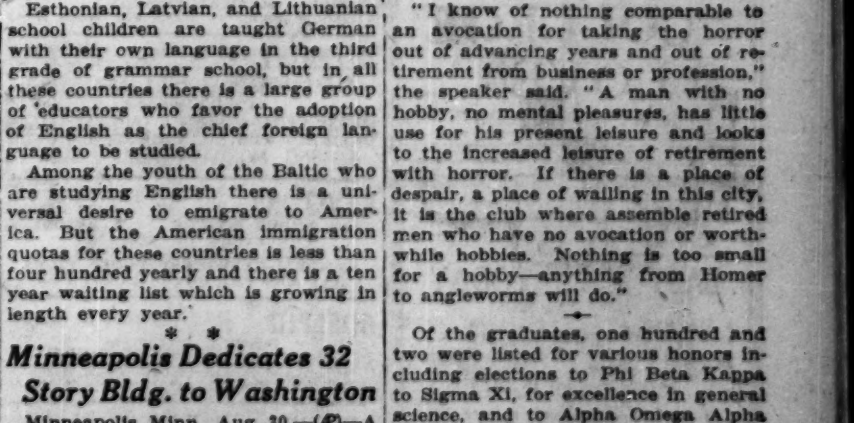 Esthonian, Latvian, and Lithuanian
school children are taught German
with their own language in the third
grade of grammar school, but in all
these countries there is a large group
of educators who favor the adoption
of English as the chief foreign lan-
guage to be studied.
Among the youth of the Baltic who
are studying English there is a uni-
versal desire to emigrate to Amer-
ica. But the American immigration
quotas for these countries is less than
four hundred yearly and there is a ten
year waiting list which is growing in
length every year.
* *
Minneapolis Dedicates 32
Story Bldg. to Washington
Minneapolis, Minn., Aug. 30—(AP)—A
"I know of nothing comparable to
an avocation for taking the horror
out of advancing years and out of re-
tirement from business or profession,"
the speaker said. "A man with no
hobby, no mental pleasures, has little
use for his present leisure and looks
to the increased leisure of retirement
with horror. If there is a place of
despair, a place of wailing in this city,
it is the club where assemble retired
men who have no avocation or worth-
while hobbies. Nothing is too small
for a hobby—anything from Homer
to angleworms will do."
Of the graduates, one hundred and
two were listed for various honors in-
cluding elections to Phi Beta Kappa
to Sigma Xi, for excellence in general
science, and to Alpha Omega Alpha